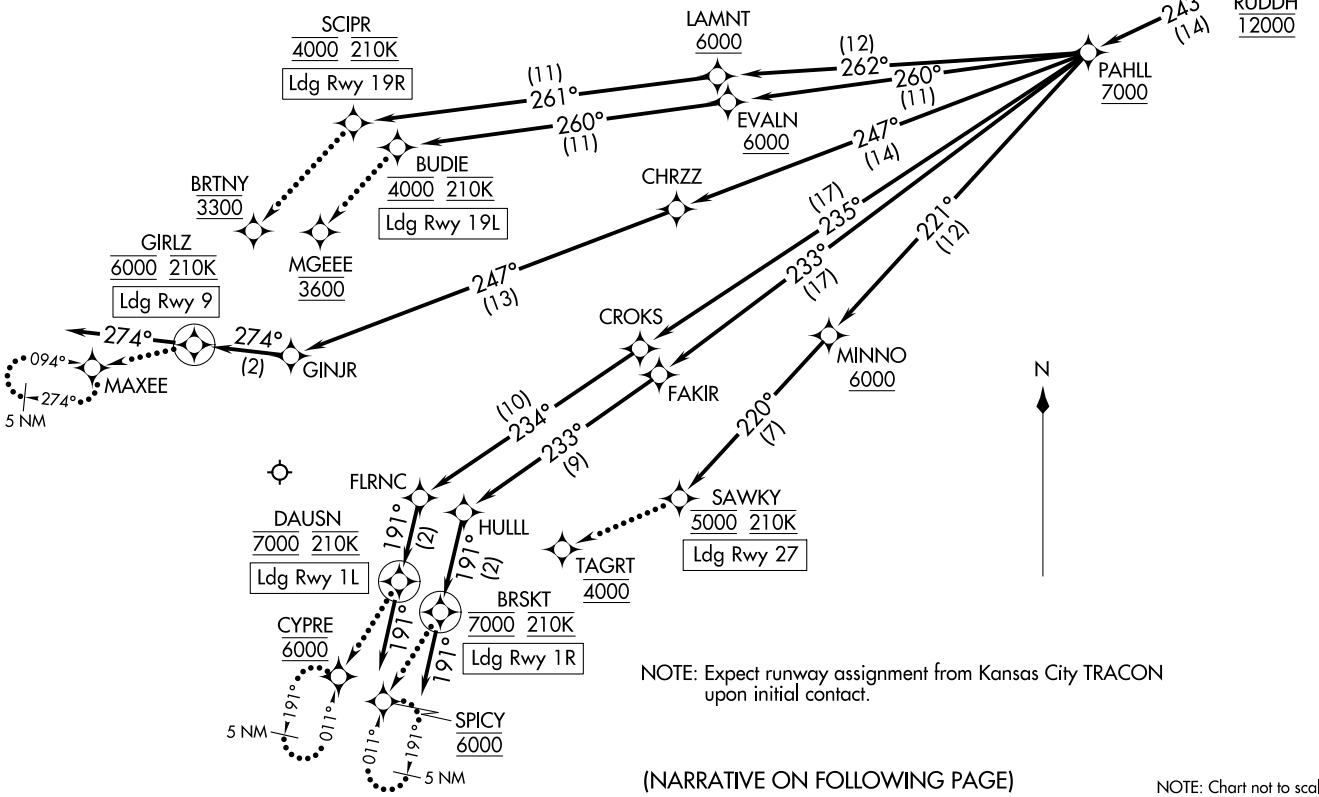 243°
(14)
RUDDH
12000
SCIPR
4000 210K
Ldg Rwy 19R
LAMNT
6000
(12)
262°
260°
(11)
PAHLL
7000
(11)
261°
260°
(11)
EVALN
6000
247°
(14)
BUDIE
4000 210K
Ldg Rwy 19L
CHRZZ
BRTNY
3300
(17)
235°
233°
(17)
221°
(12)
GIRLZ
6000 210K
Ldg Rwy 9
MGEEE
3600
247°
(13)
CROKS
274°
274°
(2)
GINJR
094°
MAXEE
274°
5 NM
MINNO
6000
FAKIR
N
(10)
234°
233°
(9)
220°
(7)
FLRNC
HULLL
SAWKY
5000 210K
Ldg Rwy 27
DAUSN
7000 210K
Ldg Rwy 1L
191°
(2)
191°
(2)
TAGRT
4000
BRSKT
7000 210K
Ldg Rwy 1R
CYPRE
6000
191°
191°
191°
011°
5 NM
SPICY
6000
011°
191°
5 NM
NOTE: Expect runway assignment from Kansas City TRACON
upon initial contact.
(NARRATIVE ON FOLLOWING PAGE)
NOTE: Chart not to scal